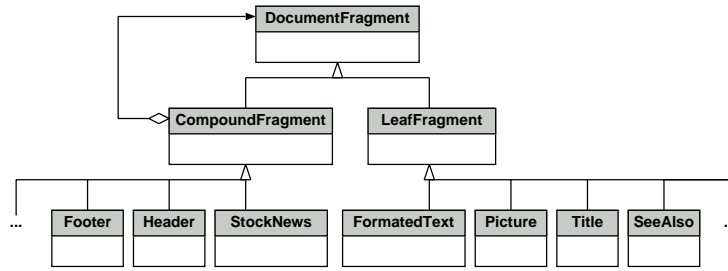 DocumentFragment
CompoundFragment
LeafFragment
...
Footer
Header
StockNews
FormatedText
Picture
Title
SeeAlso
.